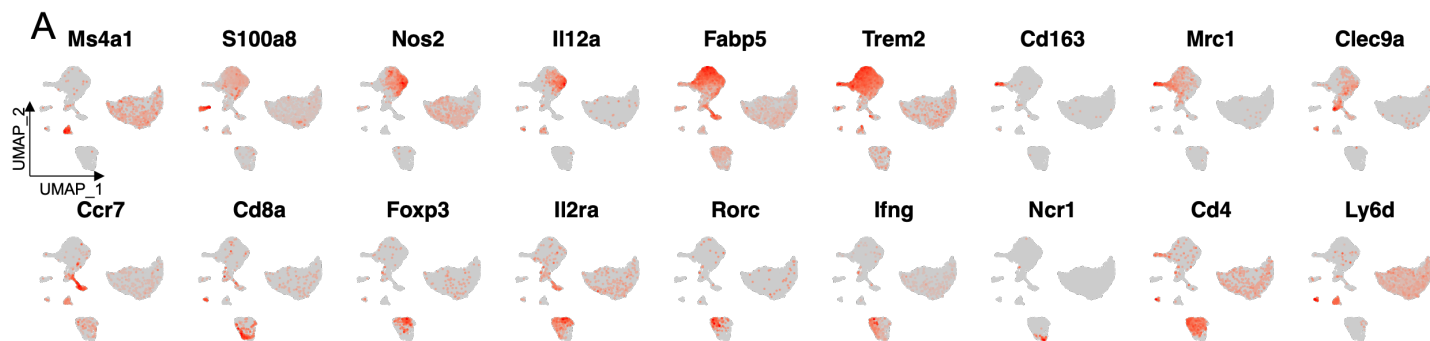 A
Ms4a1 S100a8 Nos2 Il12a Fabp5 Trem2 Cd163 Mrc1 Clec9a
UMAP_2
UMAP_1
Ccr7 Cd8a Foxp3 Il2ra Rorc Ifng Ncr1 Cd4 Ly6d